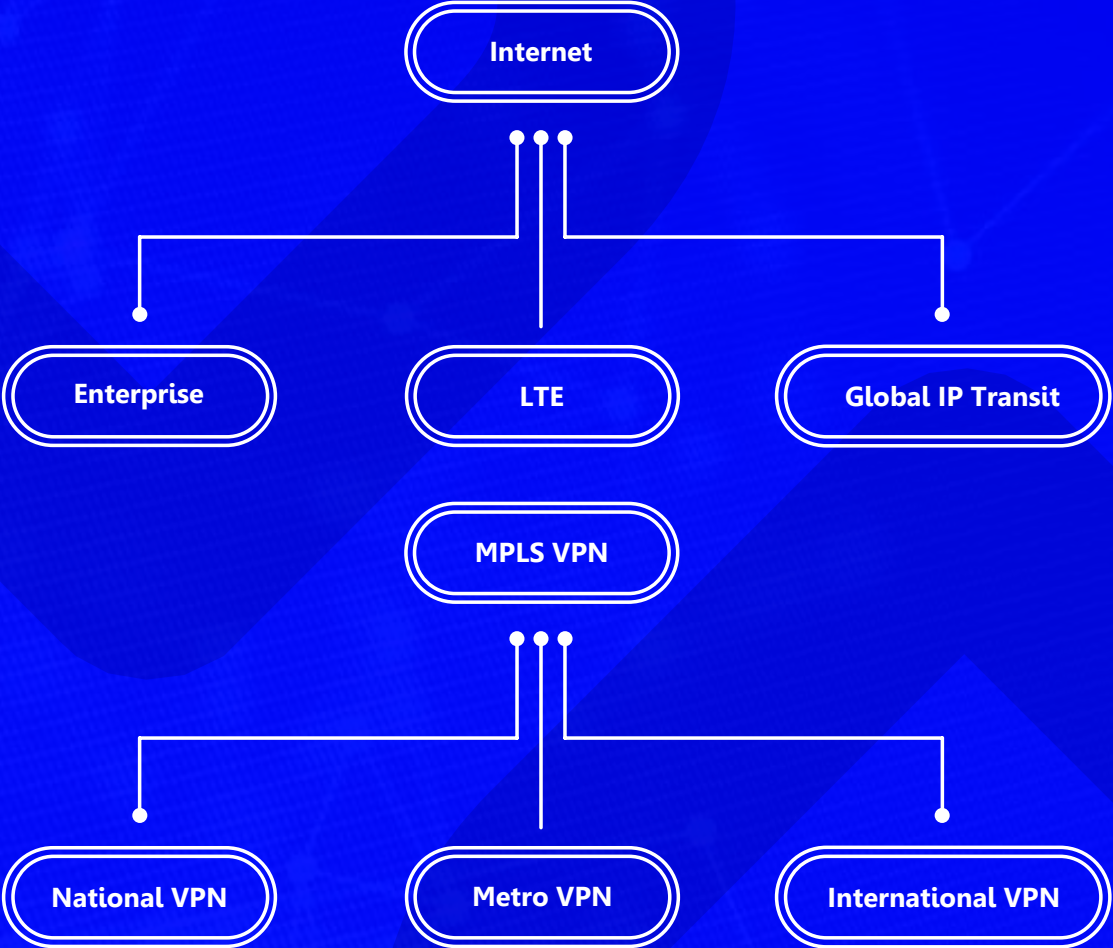 Internet
Enterprise
LTE
Global IP Transit
MPLS VPN
National VPN
Metro VPN
International VPN